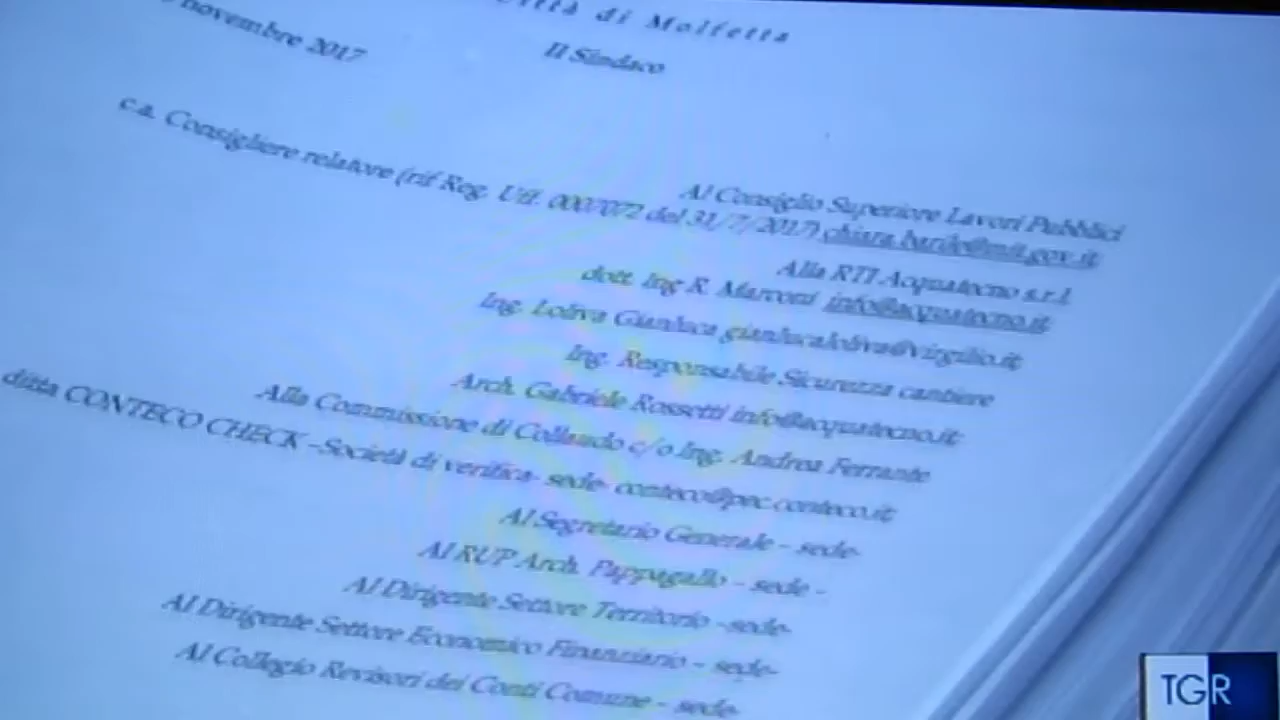 Città di Molfetta
Il Sindaco
novembre 2017
Al Consiglio Superiore Lavori Pubblici
c.a. Consigliere relatore (rif Reg. Uff. 000/072 del 31/7/2017) chiara.barile@mit.gov.it
Alla RTI Acquatecno s.r.l.
dott. Ing R. Marconi info@acquatecno.it
Ing. Loliva Gianluca gianlucaloliva@virgilio.it
Ing. Responsabile Sicurezza cantiere
Arch. Gabriele Rossetti info@acquatecno.it
Alla Commissione di Collaudo c/o Ing. Andrea Ferrante
ditta CONTECO CHECK -Società di verifica- sede- conteco@pec.conteco.it
Al Segretario Generale - sede-
Al RUP Arch. Pappagallo - sede -
Al Dirigente Settore Territorio -sede-
Al Dirigente Settore Economico Finanziario - sede-
Al Collegio Revisori dei Conti Comune - sede-
TGR